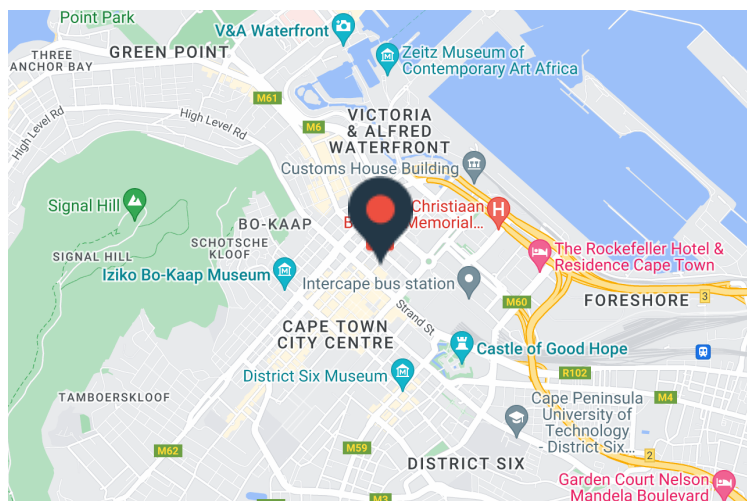 Point Park
V&A Waterfront
THREE
ANCHOR BAY
GREEN POINT
Zeitz Museum of
Contemporary Art Africa
M61
High Level Rd
High Level Rd
M6
VICTORIA
& ALFRED
WATERFRONT
Customs House Building
Signal Hill
Christiaan
Memorial...
H
BO-KAAP
SCHOTSCHE
KLOOF
SIGNAL HILL
The Rockefeller Hotel &
Residence Cape Town
Iziko Bo-Kaap Museum
Intercape bus station
M60
FORESHORE
3
Strand St
CAPE TOWN
CITY CENTRE
Castle of Good Hope
District Six Museum
R102
TAMBOERSKLOOF
Cape Peninsula
University of
Technology
- District Six...
M4
M62
M59
2
DISTRICT SIX
Garden Court Nelson
Mandela Boulevard
M3